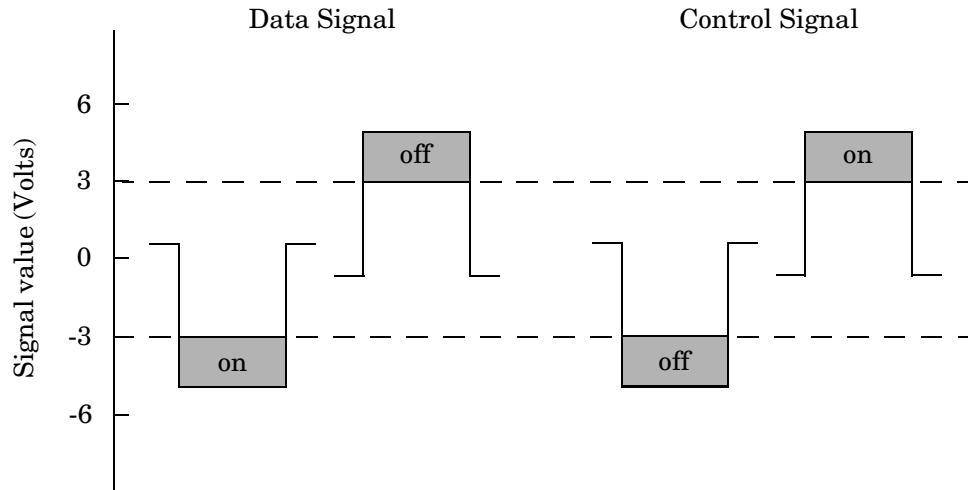 Data Signal
Control Signal
Signal value (Volts)
6
3
0
-3
-6
off
on
on
off